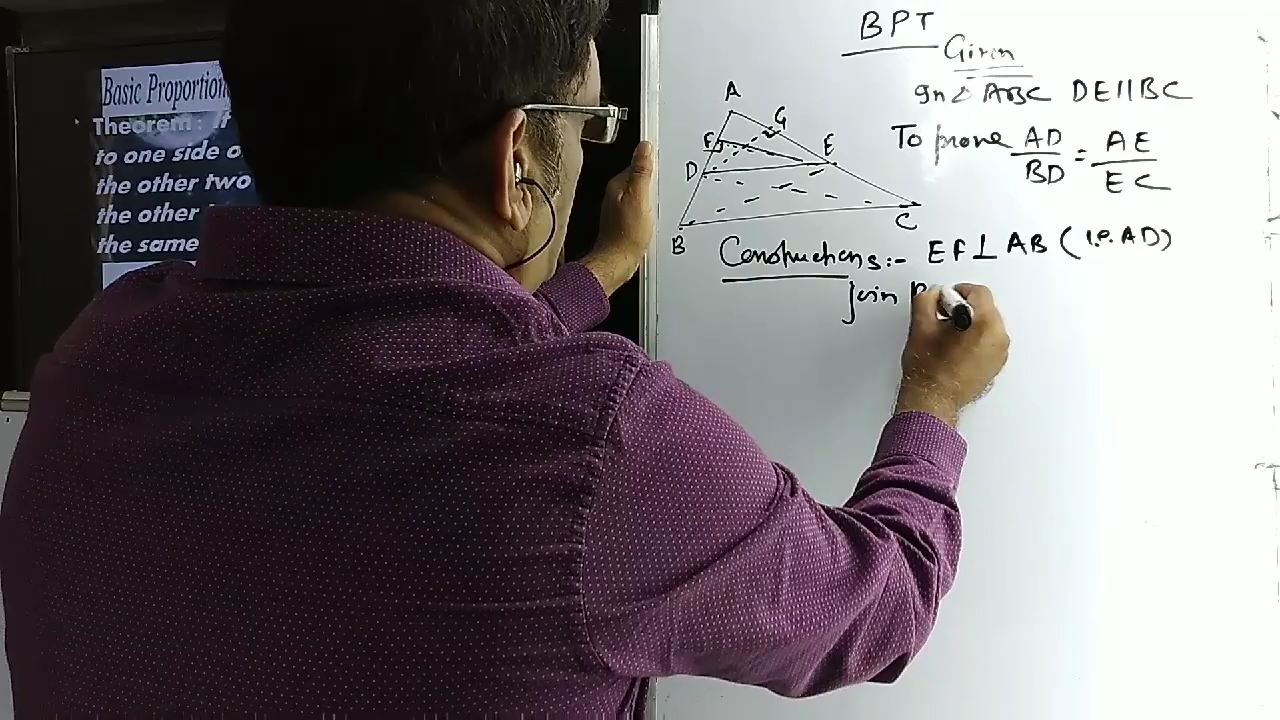 Basic Proportion
Theorem: If
to one side o
the other two
the other
the same
BPT
Given
In △ ABC DE || BC
To prove AD/BD = AE/EC
A
G
F
E
D
B
C
Constructions:- EF ⊥ AB (i.e. AD)
Join B